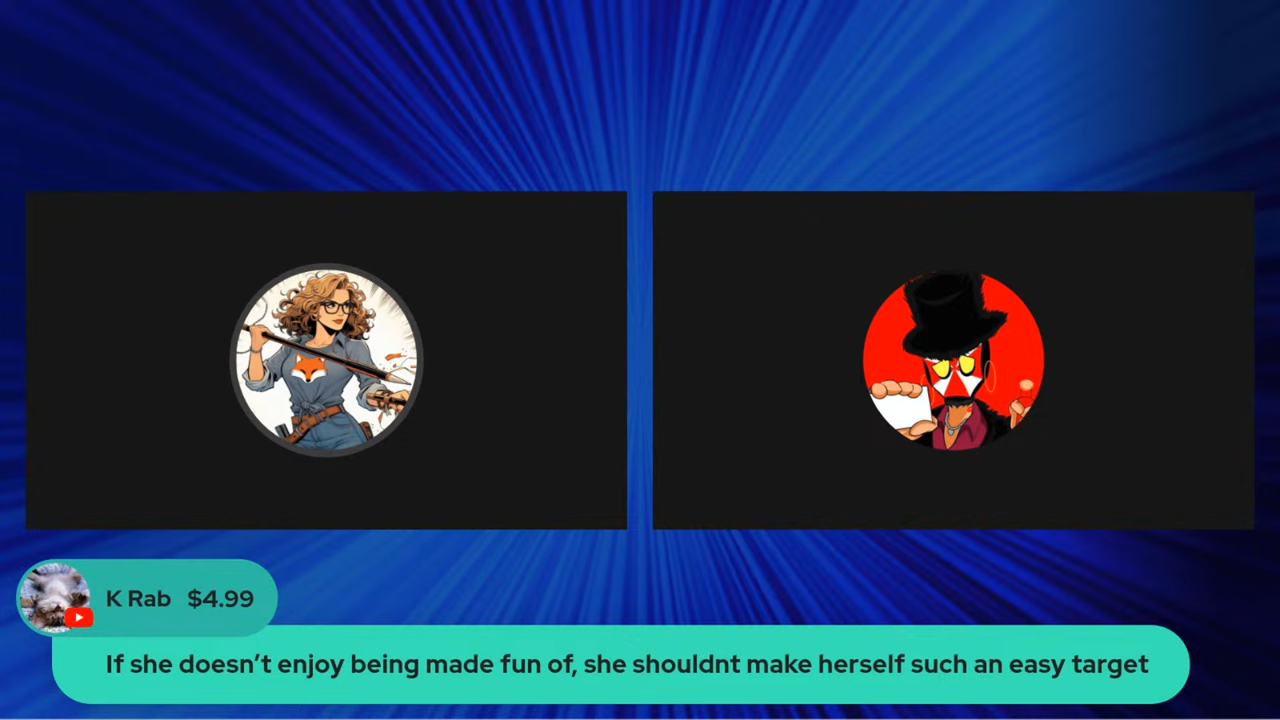 K Rab $4.99
If she doesn’t enjoy being made fun of, she shouldnt make herself such an easy target